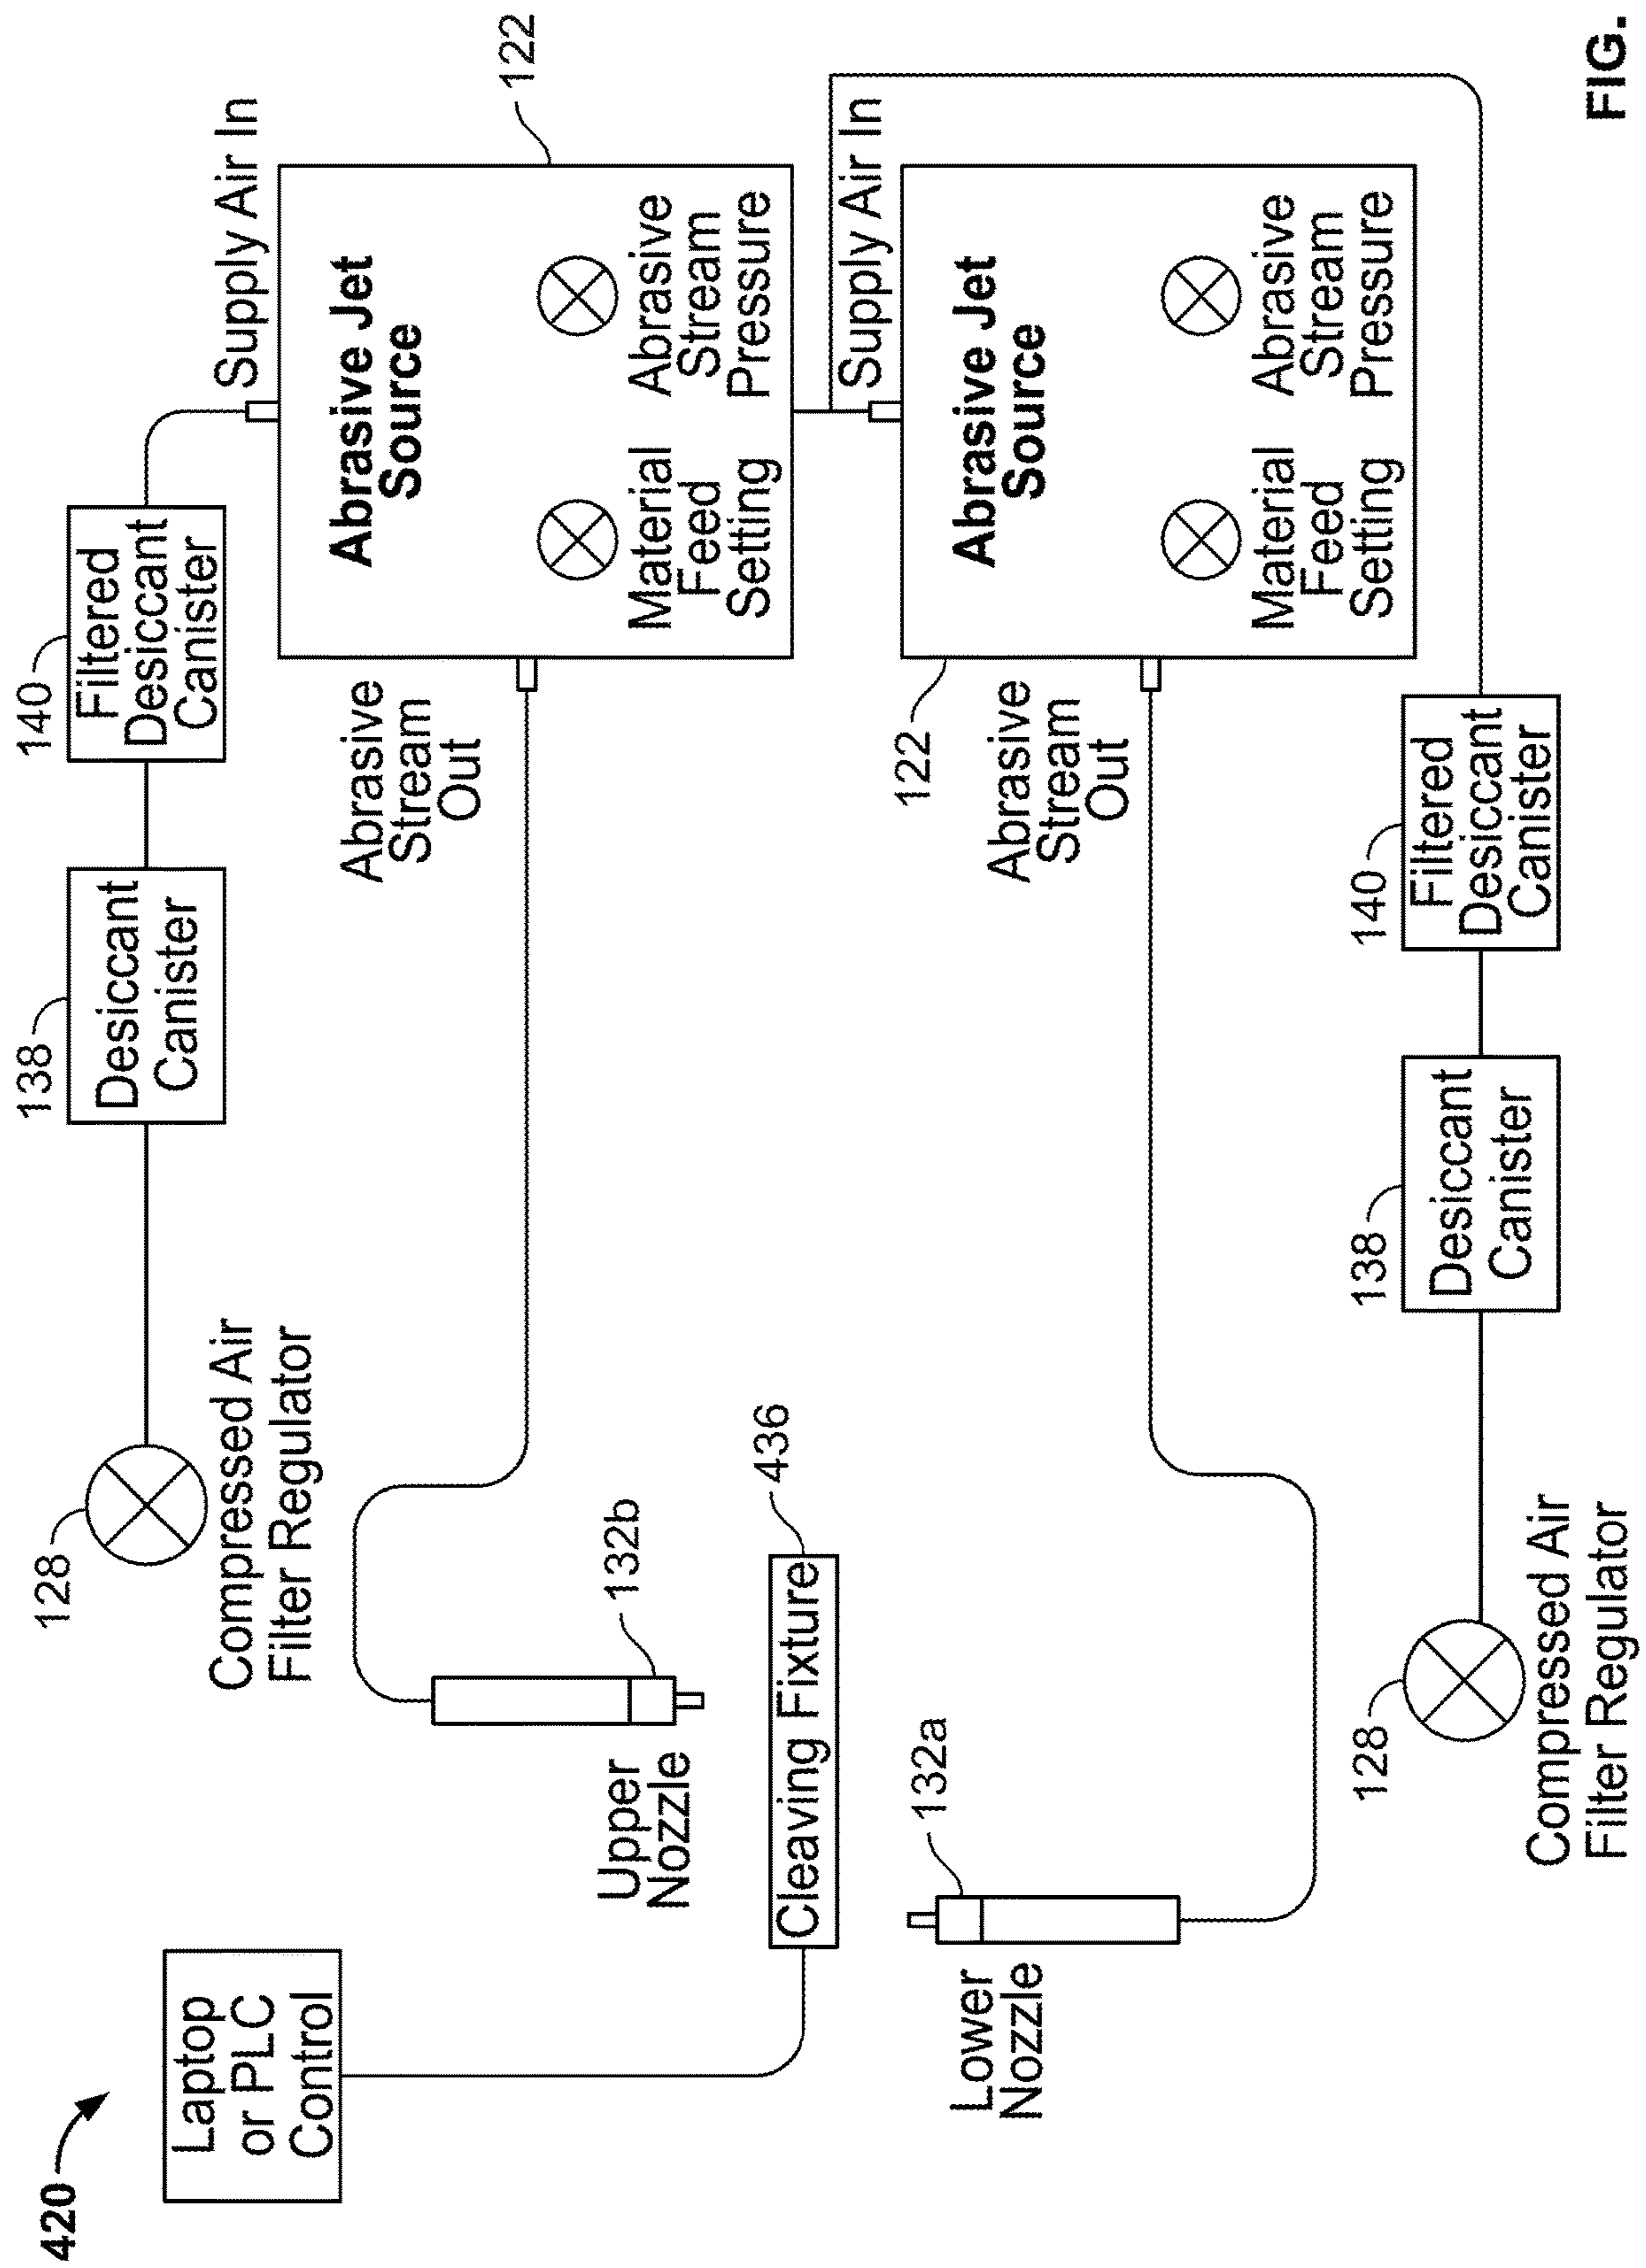 420
Laptop
or PLC
Control
128
Compressed Air
Filter Regulator
138
Desiccant
Canister
140
Filtered
Desiccant
Canister
Supply Air In
122
Abrasive Jet
Source
Material
Feed
Setting
Abrasive
Stream
Pressure
Abrasive
Stream
Out
Upper
Nozzle
132b
Cleaving Fixture
436
Lower
Nozzle
132a
Supply Air In
122
Abrasive Jet
Source
Material
Feed
Setting
Abrasive
Stream
Pressure
Abrasive
Stream
Out
128
Compressed Air
Filter Regulator
138
Desiccant
Canister
140
Filtered
Desiccant
Canister
FIG.